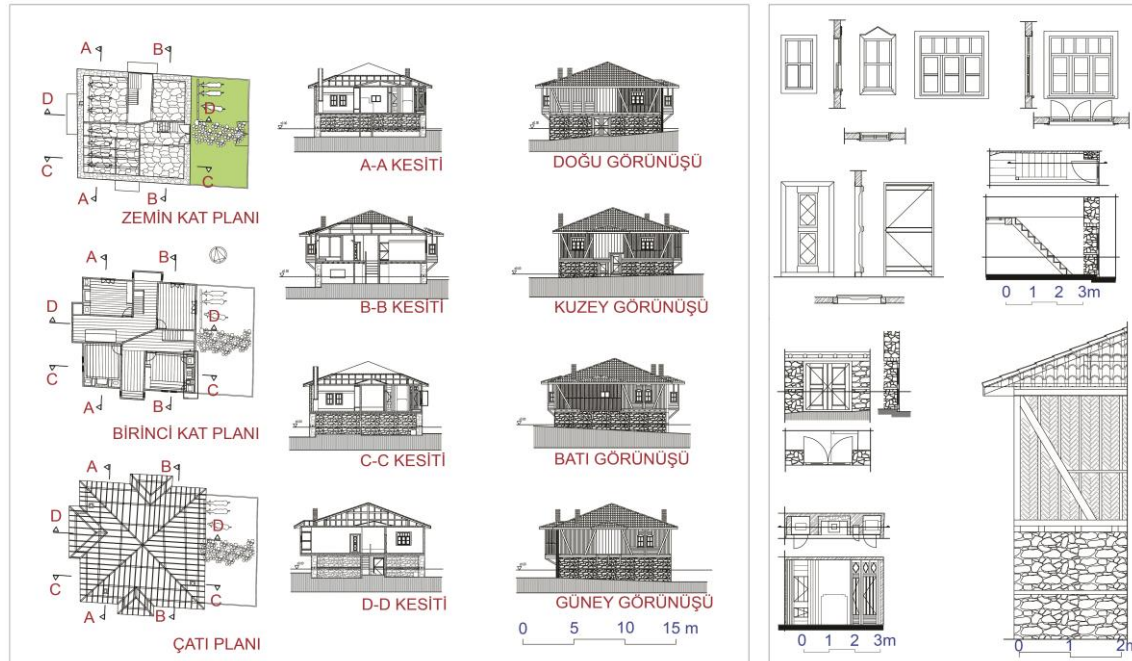 A B
D D
C C
A B
ZEMİN KAT PLANI
A B
D D
C C
A B
BİRİNCİ KAT PLANI
A B
D D
C C
A B
ÇATI PLANI
A-A KESİTİ
B-B KESİTİ
C-C KESİTİ
D-D KESİTİ
DOĞU GÖRÜNÜŞÜ
KUZEY GÖRÜNÜŞÜ
BATI GÖRÜNÜŞÜ
GÜNEY GÖRÜNÜŞÜ
0 5 10 15 m
0 1 2 3m
0 1 2 3m
0 1 2m